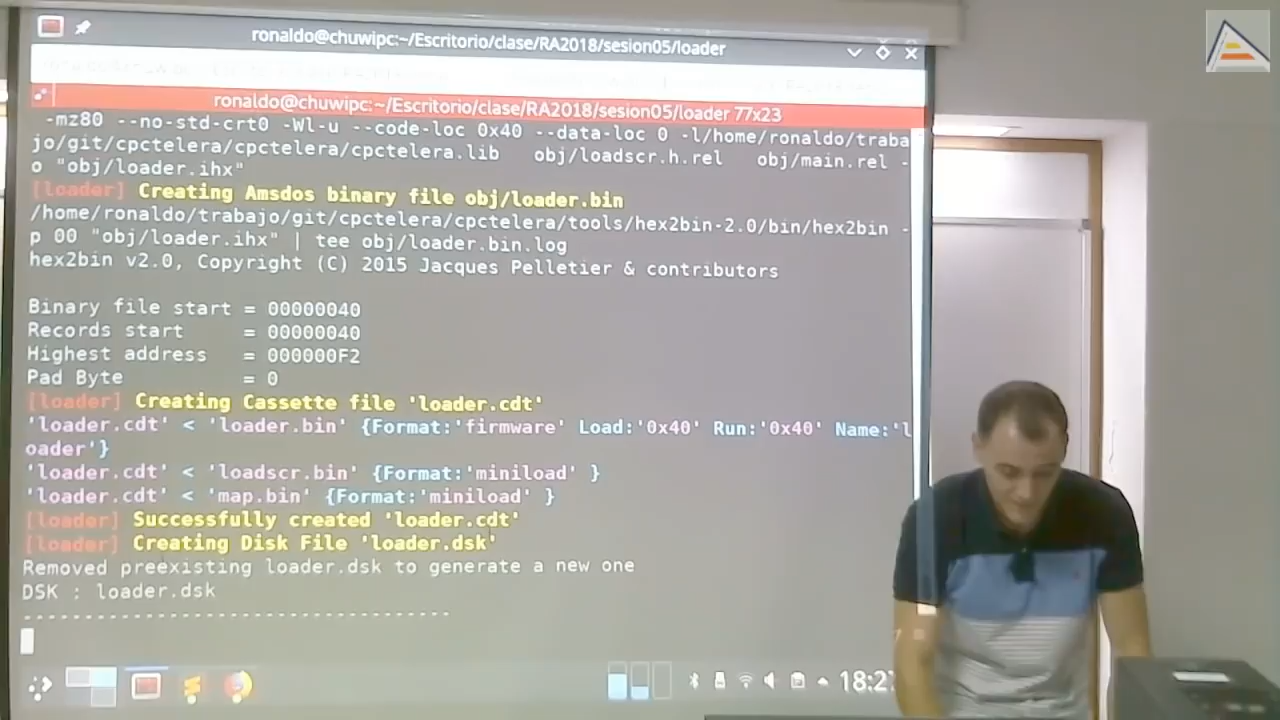 ronaldo@chuwipc:~/Escritorio/clase/RA2018/sesion05/loader
ronaldo@chuwipc:~/Escritorio/clase/RA2018/sesion05/loader 77x23
-mz80 --no-std-crt0 -Wl-u --code-loc 0x40 --data-loc 0 -l/home/ronaldo/traba
jo/git/cpctelera/cpctelera/cpctelera.lib obj/loadscr.h.rel obj/main.rel -
o "obj/loader.ihx"
[loader] Creating Amsdos binary file obj/loader.bin
/home/ronaldo/trabajo/git/cpctelera/cpctelera/tools/hex2bin-2.0/bin/hex2bin -
p 00 "obj/loader.ihx" | tee obj/loader.bin.log
hex2bin v2.0, Copyright (C) 2015 Jacques Pelletier & contributors
Binary file start = 00000040
Records start = 00000040
Highest address = 000000F2
Pad Byte = 0
[loader] Creating Cassette file 'loader.cdt'
'loader.cdt' < 'loader.bin' {Format:'firmware' Load:'0x40' Run:'0x40' Name:'l
oader'}
'loader.cdt' < 'loadscr.bin' {Format:'miniload' }
'loader.cdt' < 'map.bin' {Format:'miniload' }
[loader] Successfully created 'loader.cdt'
[loader] Creating Disk File 'loader.dsk'
Removed preexisting loader.dsk to generate a new one
DSK : loader.dsk
-----------------------------------